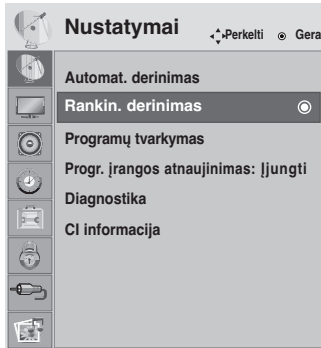 Nustatymai
Perkelti Gera
Automat. derinimas
Rankin. derinimas
Programų tvarkymas
Progr. įrangos atnaujinimas: Įjungti
Diagnostika
CI informacija